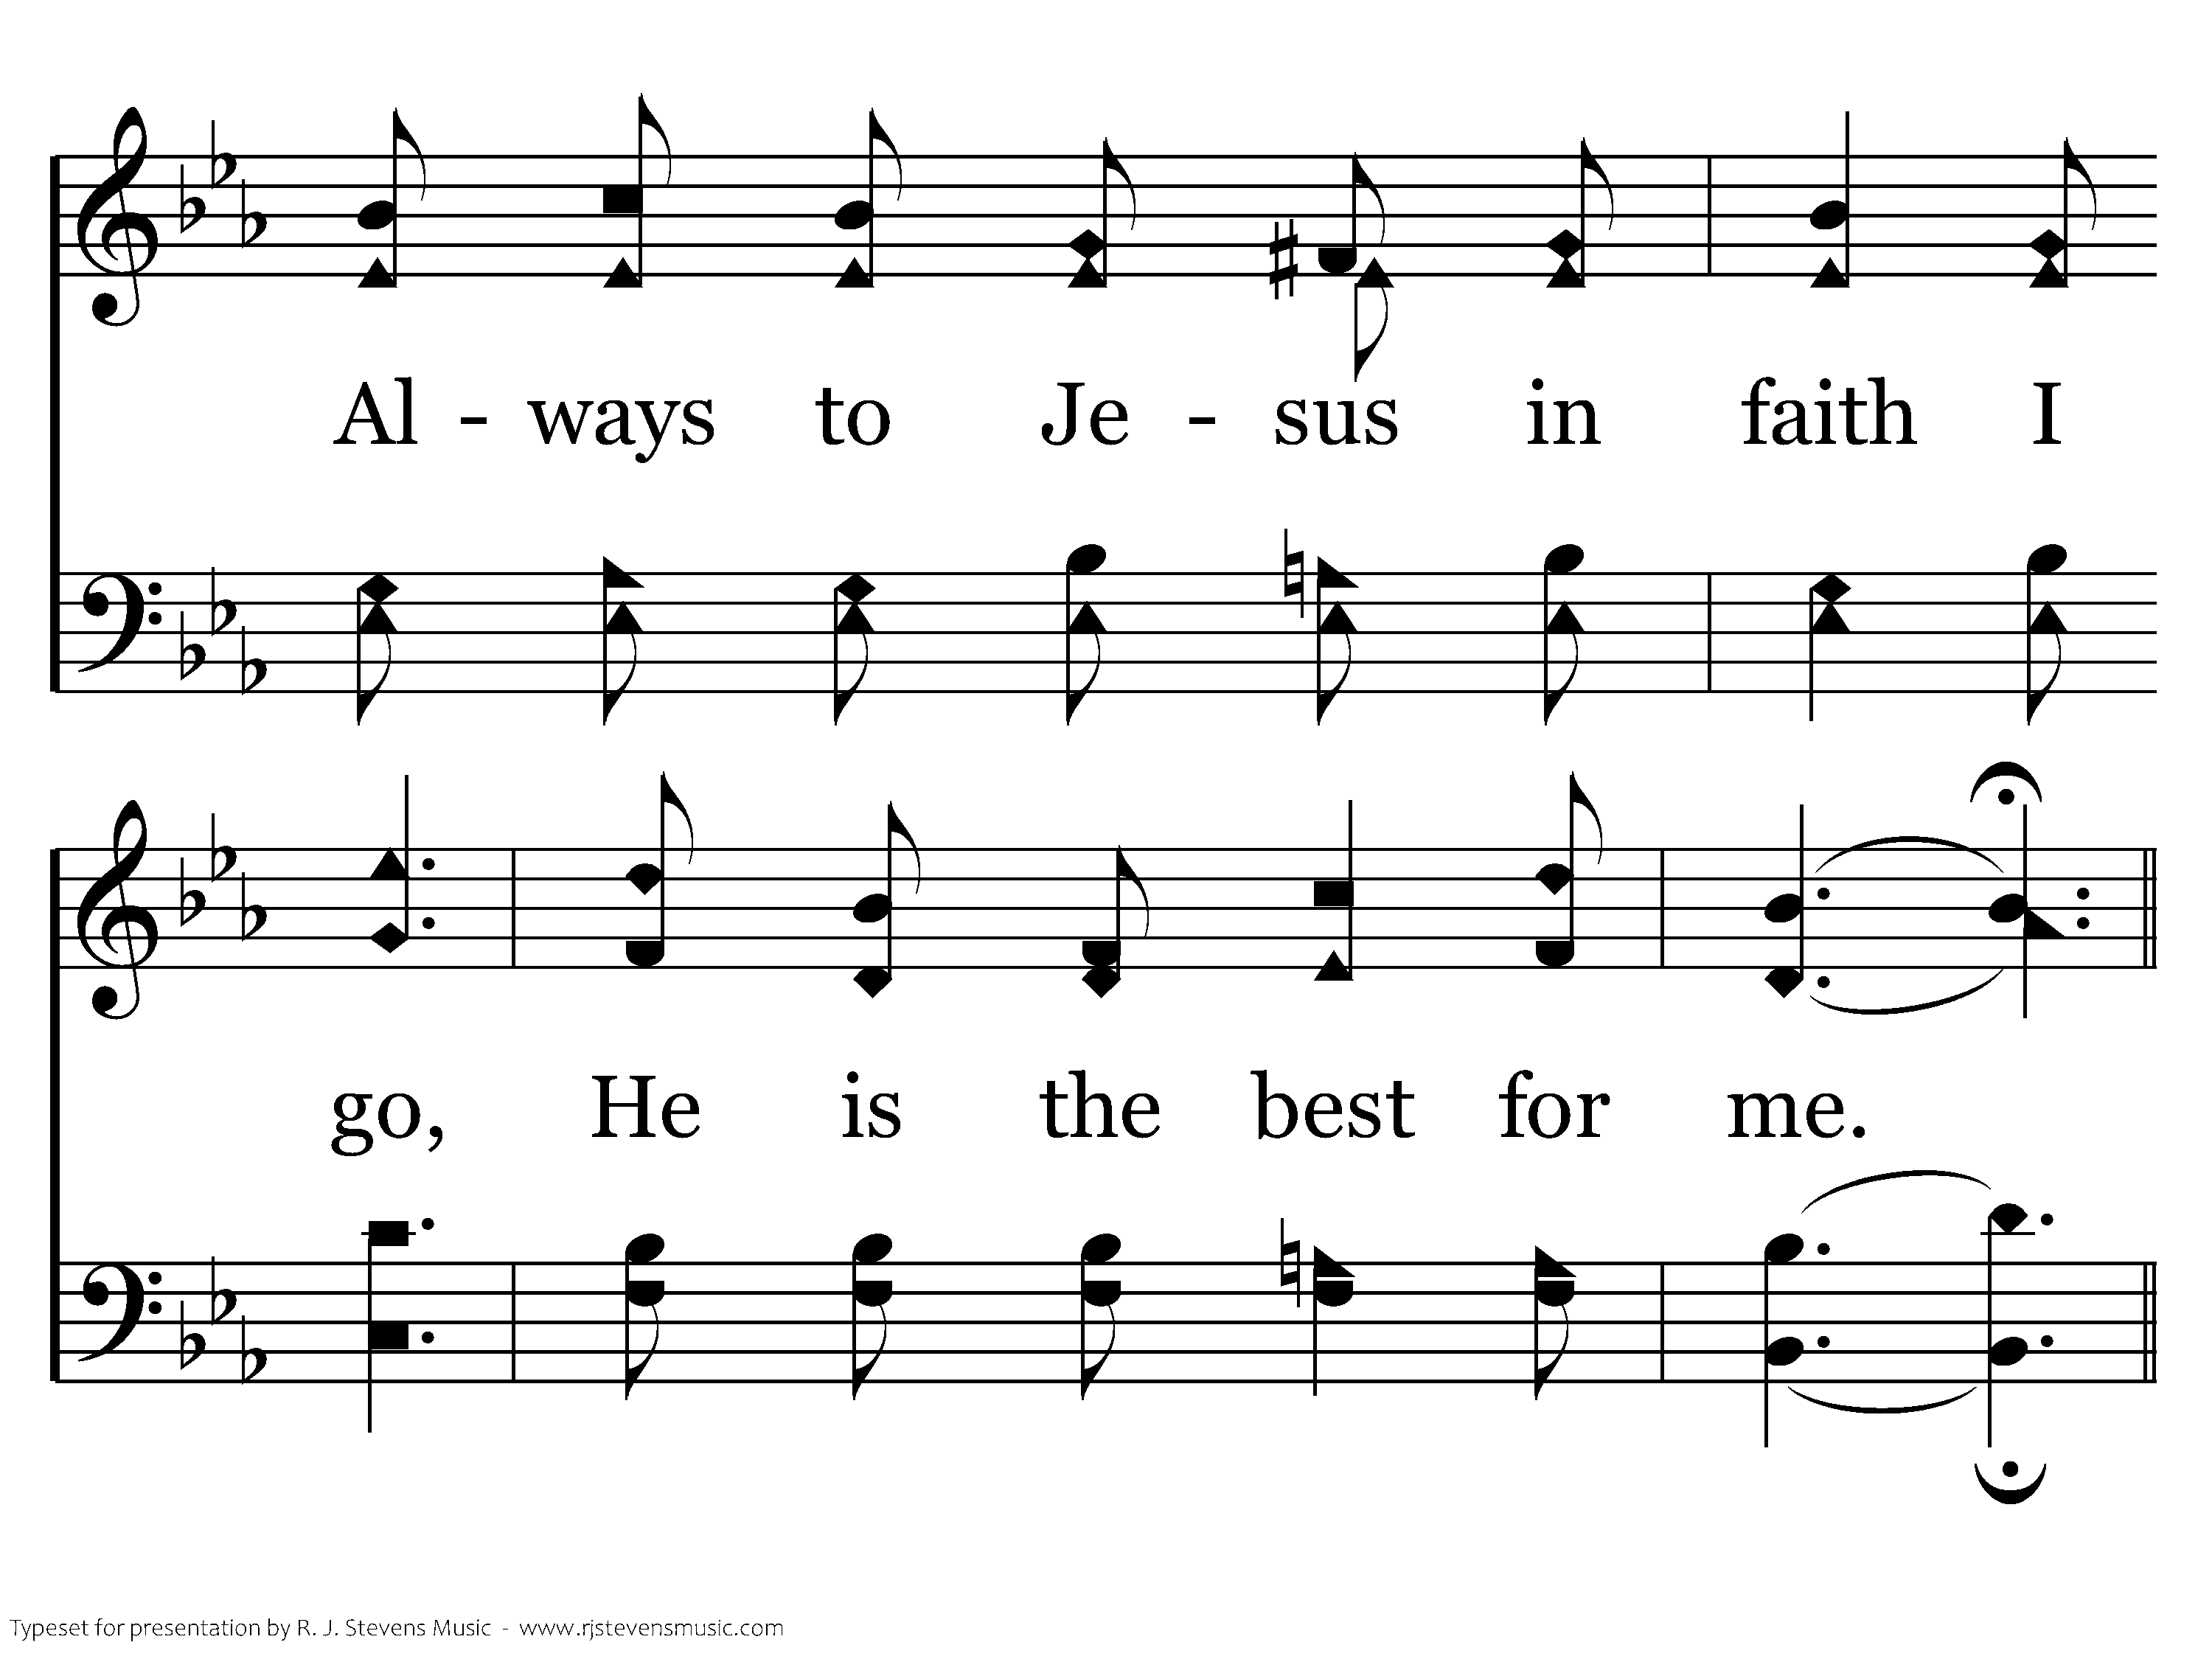 Al - ways to Je - sus in faith I
go, He is the best for me.
Typeset for presentation by R. J. Stevens Music - www.rjstevensmusic.com